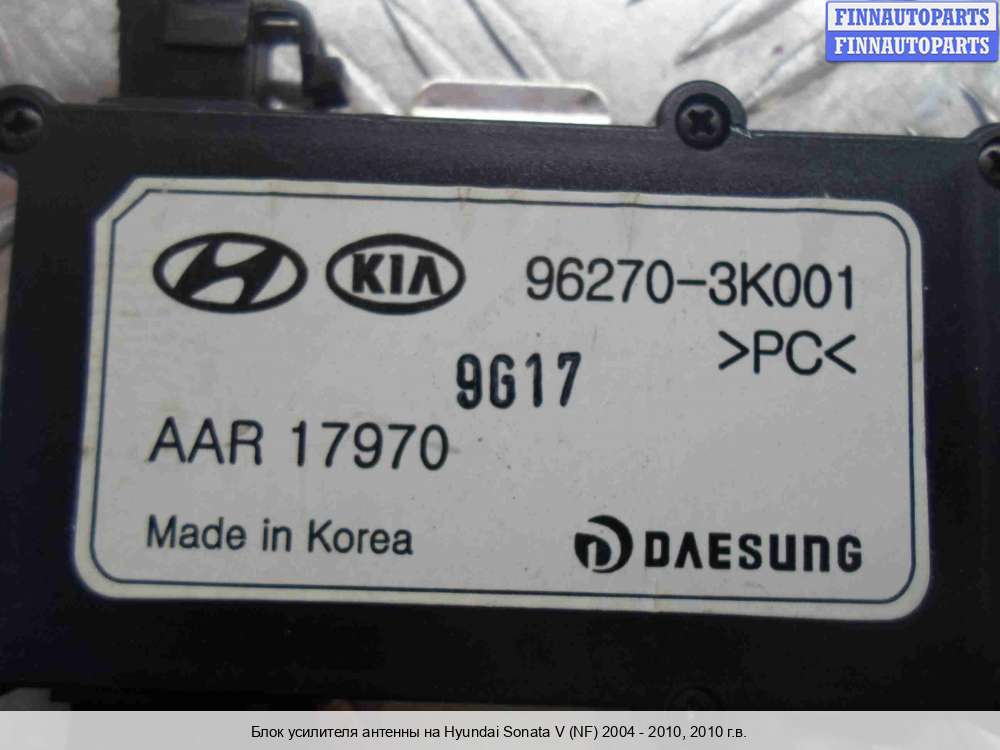 FINNAUTOPARTS
FINNAUTOPARTS
KIA 96270-3K001
>PC<
9G17
AAR 17970
Made in Korea DAESUNG
Блок усилителя антенны на Hyundai Sonata V (NF) 2004 - 2010, 2010 г.в.